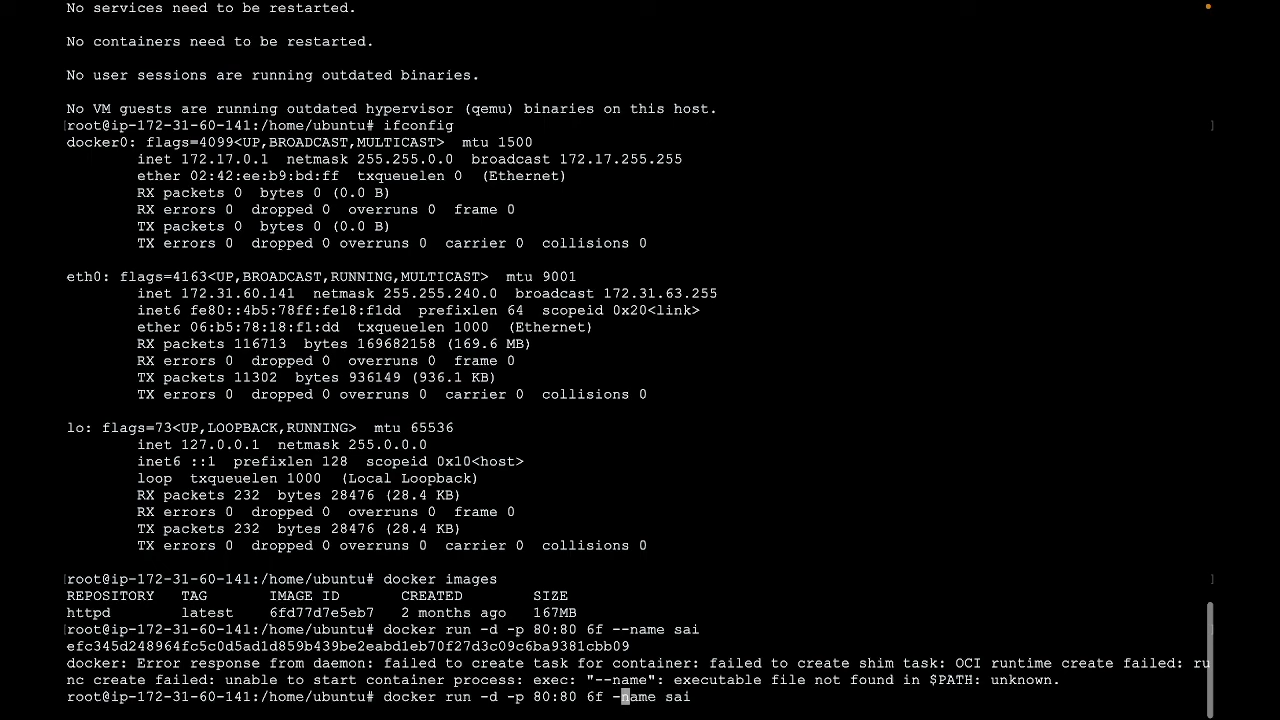 No services need to be restarted.
No containers need to be restarted.
No user sessions are running outdated binaries.
No VM guests are running outdated hypervisor (qemu) binaries on this host.
[root@ip-172-31-60-141:/home/ubuntu# ifconfig ]
docker0: flags=4099<UP,BROADCAST,MULTICAST>  mtu 1500
        inet 172.17.0.1  netmask 255.255.0.0  broadcast 172.17.255.255
        ether 02:42:ee:b9:bd:ff  txqueuelen 0  (Ethernet)
        RX packets 0  bytes 0 (0.0 B)
        RX errors 0  dropped 0  overruns 0  frame 0
        TX packets 0  bytes 0 (0.0 B)
        TX errors 0  dropped 0 overruns 0  carrier 0  collisions 0
eth0: flags=4163<UP,BROADCAST,RUNNING,MULTICAST>  mtu 9001
        inet 172.31.60.141  netmask 255.255.240.0  broadcast 172.31.63.255
        inet6 fe80::4b5:78ff:fe18:f1dd  prefixlen 64  scopeid 0x20<link>
        ether 06:b5:78:18:f1:dd  txqueuelen 1000  (Ethernet)
        RX packets 116713  bytes 169682158 (169.6 MB)
        RX errors 0  dropped 0  overruns 0  frame 0
        TX packets 11302  bytes 936149 (936.1 KB)
        TX errors 0  dropped 0 overruns 0  carrier 0  collisions 0
lo: flags=73<UP,LOOPBACK,RUNNING>  mtu 65536
        inet 127.0.0.1  netmask 255.0.0.0
        inet6 ::1  prefixlen 128  scopeid 0x10<host>
        loop  txqueuelen 1000  (Local Loopback)
        RX packets 232  bytes 28476 (28.4 KB)
        RX errors 0  dropped 0  overruns 0  frame 0
        TX packets 232  bytes 28476 (28.4 KB)
        TX errors 0  dropped 0 overruns 0  carrier 0  collisions 0
[root@ip-172-31-60-141:/home/ubuntu# docker images ]
REPOSITORY   TAG       IMAGE ID       CREATED        SIZE
httpd        latest    6fd77d7e5eb7   2 months ago   167MB
[root@ip-172-31-60-141:/home/ubuntu# docker run -d -p 80:80 6f --name sai ]
efc345d248964fc5c0d5ad1d859b439be2eabd1eb70f27d3c09c6ba9381cbb09
docker: Error response from daemon: failed to create task for container: failed to create shim task: OCI runtime create failed: ru
nc create failed: unable to start container process: exec: "--name": executable file not found in $PATH: unknown.
root@ip-172-31-60-141:/home/ubuntu# docker run -d -p 80:80 6f -name sai